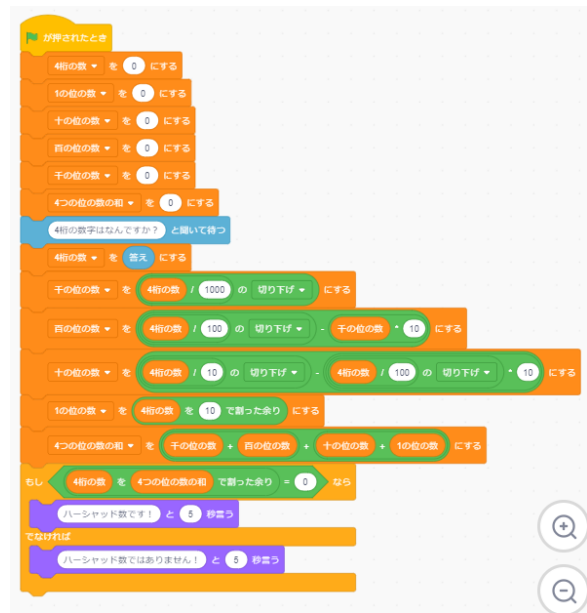 が押されたとき
4桁の数 ▼ を 0 にする
1の位の数 ▼ を 0 にする
十の位の数 ▼ を 0 にする
百の位の数 ▼ を 0 にする
千の位の数 ▼ を 0 にする
4つの位の数の和 ▼ を 0 にする
4桁の数字はなんですか？ と聞いて待つ
4桁の数 ▼ を 答え にする
千の位の数 ▼ を 4桁の数 / 1000 の 切り下げ ▼ にする
百の位の数 ▼ を 4桁の数 / 100 の 切り下げ ▼ - 千の位の数 * 10 にする
十の位の数 ▼ を 4桁の数 / 10 の 切り下げ ▼ - 4桁の数 / 100 の 切り下げ ▼ * 10 にする
1の位の数 ▼ を 4桁の数 を 10 で割った余り にする
4つの位の数の和 ▼ を 千の位の数 + 百の位の数 + 十の位の数 + 1の位の数 にする
もし 4桁の数 を 4つの位の数の和 で割った余り = 0 なら
ハーシャッド数です！ と 5 秒言う
でなければ
ハーシャッド数ではありません！ と 5 秒言う